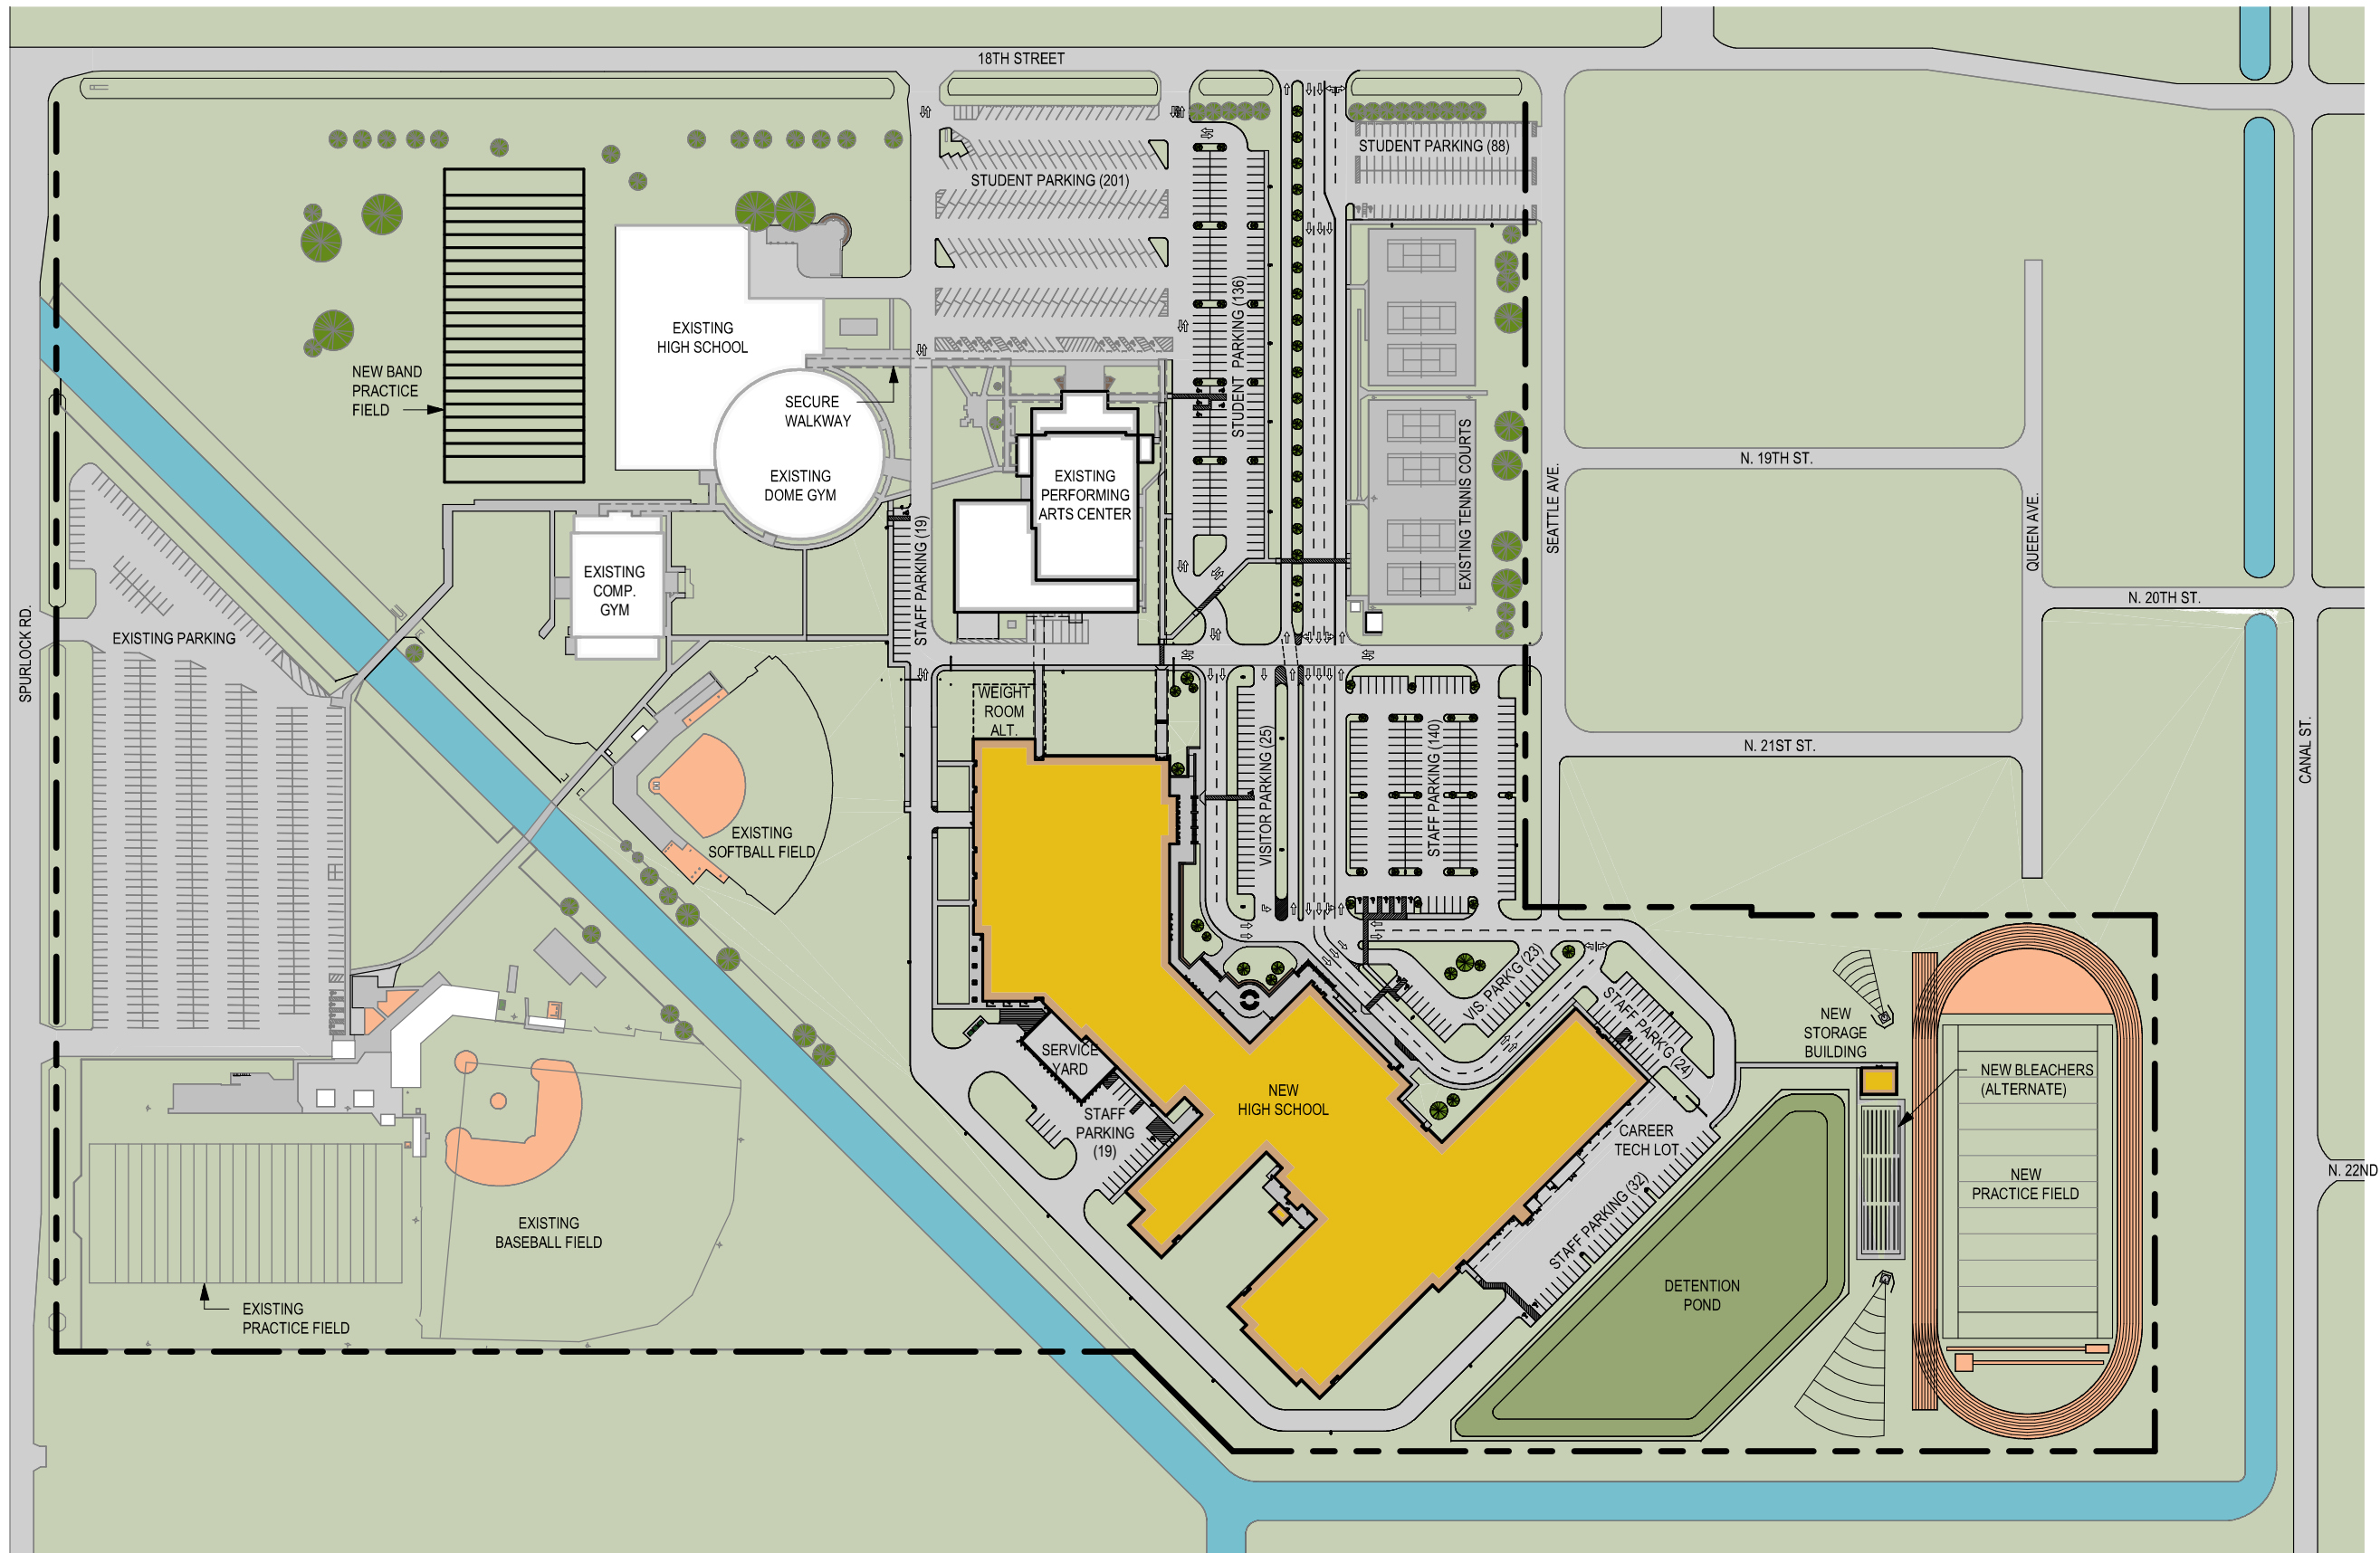 18TH STREET
STUDENT PARKING (88)
STUDENT PARKING (201)
STUDENT PARKING (136)
EXISTING
HIGH SCHOOL
NEW BAND
PRACTICE
FIELD
SECURE
WALKWAY
EXISTING
DOME GYM
EXISTING
PERFORMING
ARTS CENTER
EXISTING TENNIS COURTS
SEATTLE AVE.
N. 19TH ST.
QUEEN AVE.
N. 20TH ST.
EXISTING
COMP.
GYM
STAFF PARKING (19)
SPURLOCK RD.
EXISTING PARKING
WEIGHT
ROOM
ALT.
VISITOR PARKING (25)
STAFF PARKING (140)
N. 21ST ST.
CANAL ST.
EXISTING
SOFTBALL FIELD
VIS. PARK'G (23)
STAFF PARK'G (24)
NEW
STORAGE
BUILDING
SERVICE
YARD
NEW
HIGH SCHOOL
NEW BLEACHERS
(ALTERNATE)
STAFF
PARKING
(19)
CAREER
TECH LOT
STAFF PARKING (32)
NEW
PRACTICE FIELD
N. 22ND
EXISTING
BASEBALL FIELD
DETENTION
POND
EXISTING
PRACTICE FIELD